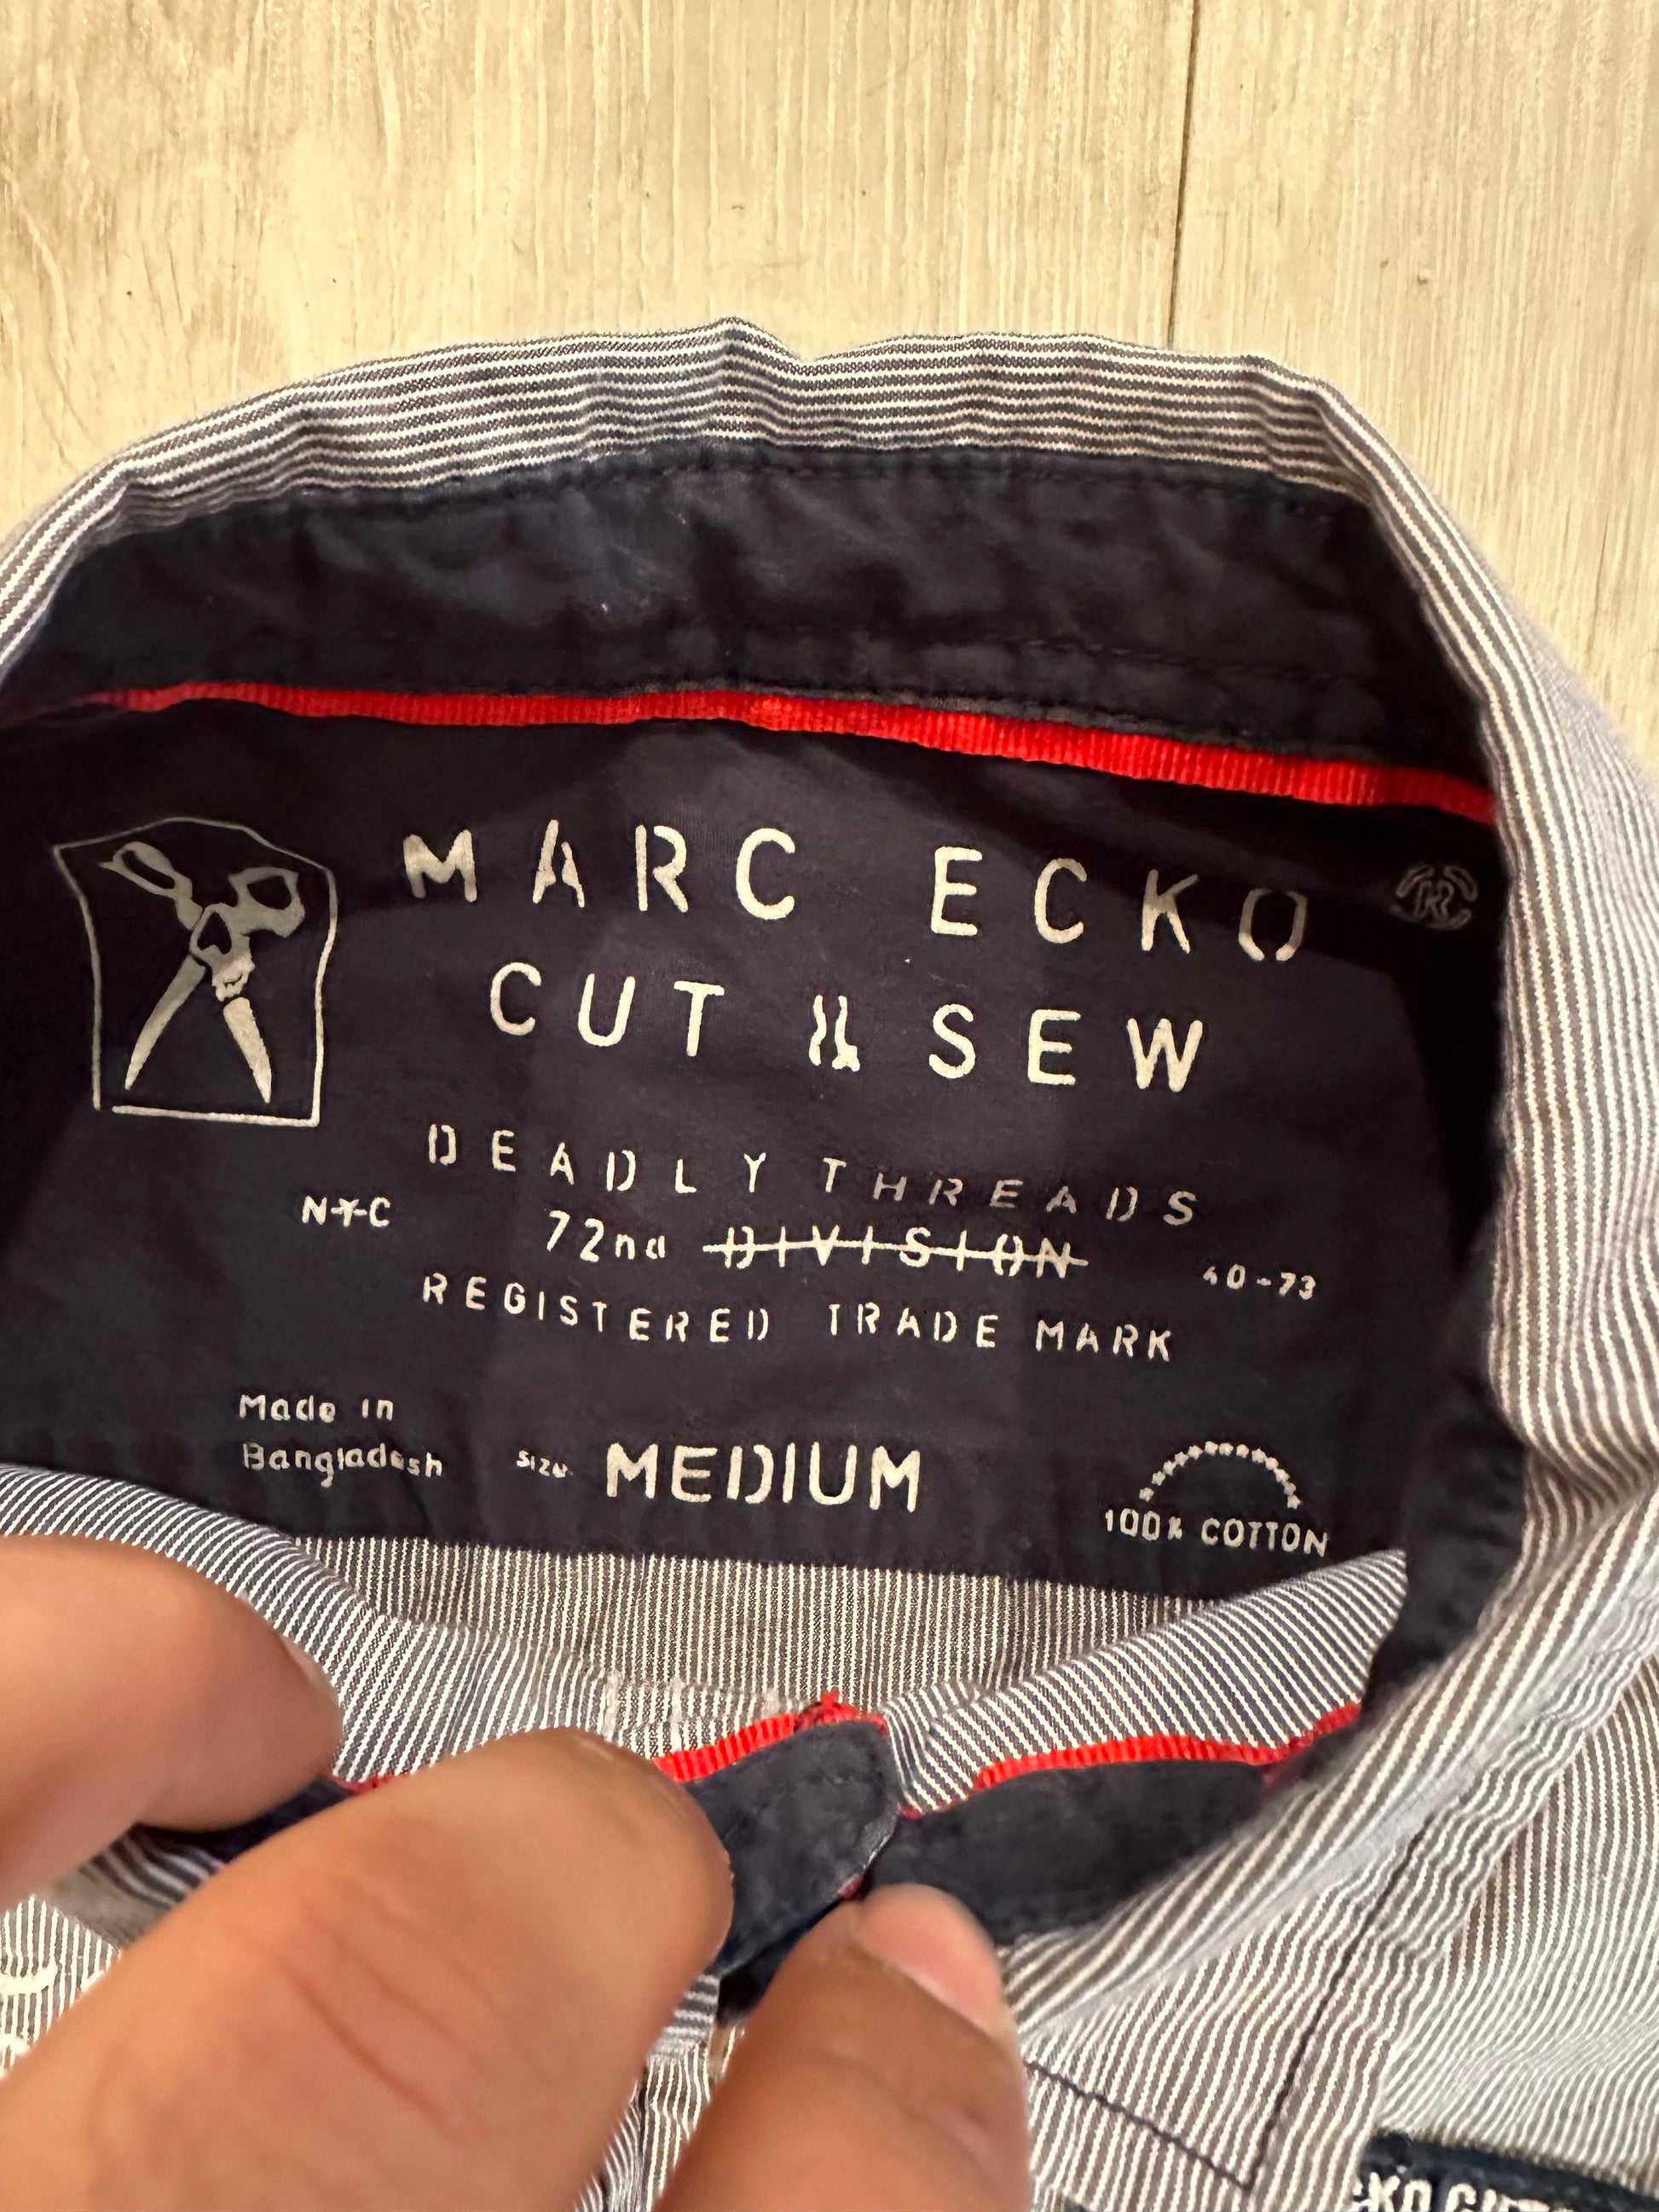 MARC ECKO ®
CUT & SEW
DEADLY THREADS
NYC 72nd DIVISION 40-73
REGISTERED TRADE MARK
Made in
Bangladesh
SIZE MEDIUM
100% COTTON